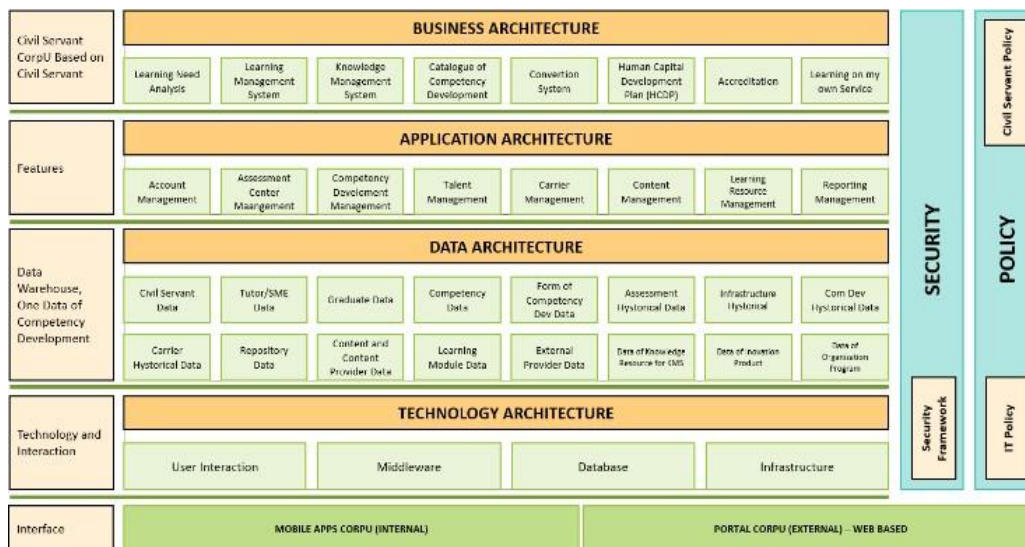 Civil Servant
CorpU Based on
Civil Servant
BUSINESS ARCHITECTURE
Learning Need
Analysis
Learning
Management
System
Knowledge
Management
System
Catalogue of
Competency
Development
Convertion
System
Human Capital
Development
Plan (HCDP)
Accreditation
Learning on my
own Service
Features
APPLICATION ARCHITECTURE
Account
Management
Assessment
Center
Maangement
Competency
Develoment
Management
Talent
Management
Carrier
Management
Content
Management
Learning
Resource
Management
Reporting
Management
Data
Warehouse,
One Data of
Competency
Development
DATA ARCHITECTURE
Civil Servant
Data
Tutor/SME
Data
Graduate Data
Competency
Data
Form of
Competency
Dev Data
Assessment
Hystorical Data
Infrastructure
Hystorical
Com Dev
Hystorical Data
Carrier
Hystorical Data
Repository
Data
Content and
Content
Provider Data
Learning
Module Data
External
Provider Data
Data of Knowledge
Resource for KMS
Data of Inovation
Product
Data of
Organization
Program
Technology and
Interaction
TECHNOLOGY ARCHITECTURE
User Interaction
Middleware
Database
Infrastructure
Interface
MOBILE APPS CORPU (INTERNAL)
PORTAL CORPU (EXTERNAL) – WEB BASED
SECURITY
Security
Framework
POLICY
Civil Servant Policy
IT Policy